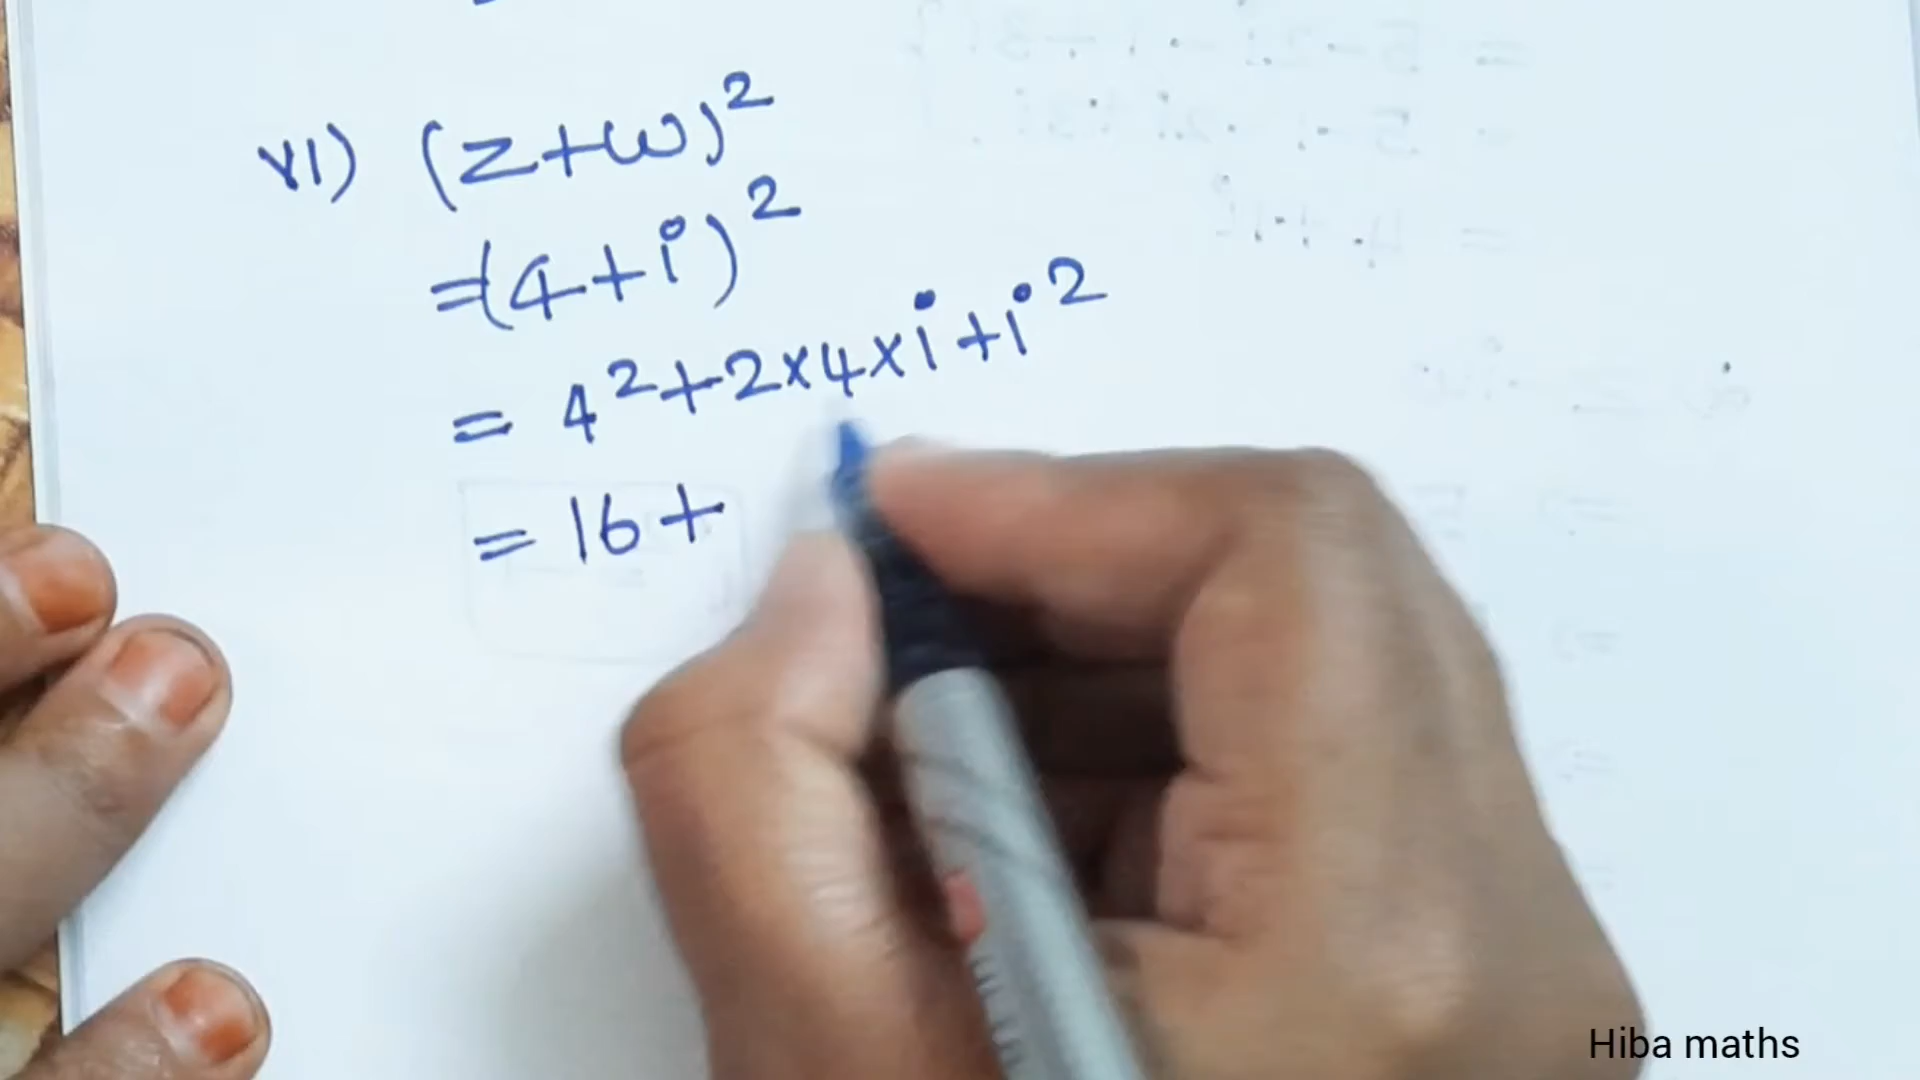 vi) (z+w)²
=(4+i)²
= 4²+2×4×i+i²
= 16+
Hiba maths